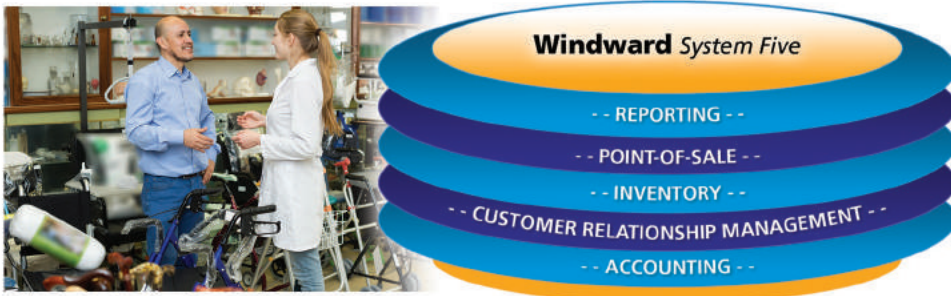 Windward System Five
- - REPORTING - -
- - POINT-OF-SALE - -
- - INVENTORY - -
- - CUSTOMER RELATIONSHIP MANAGEMENT - -
- - ACCOUNTING - -